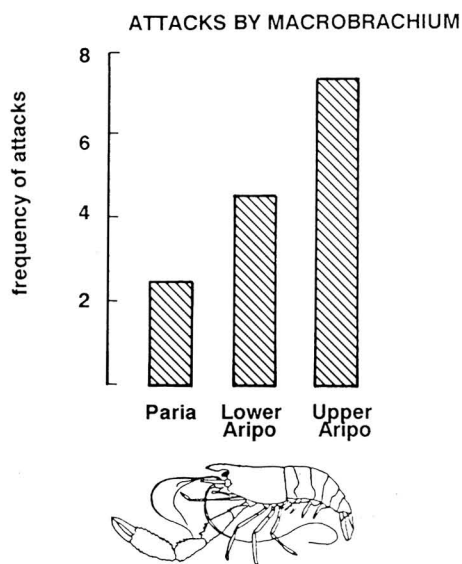 ATTACKS BY MACROBRACHIUM
frequency of attacks
8
6
4
2
Paria
Lower
Aripo
Upper
Aripo